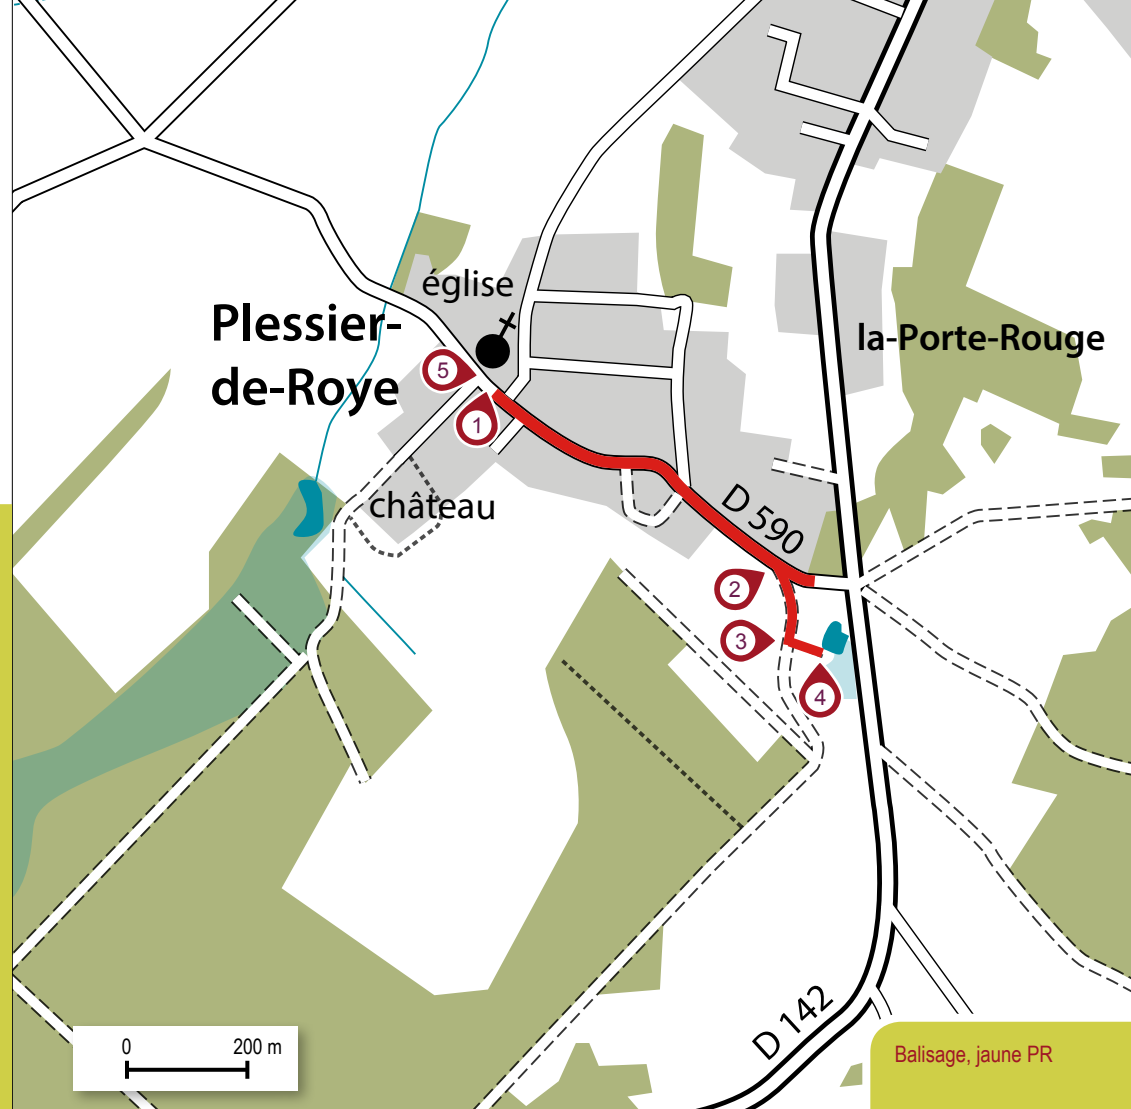 église
Plessier-
de-Roye
la-Porte-Rouge
5
1
château
D 590
2
3
4
D 142
0 200 m
Balisage, jaune PR